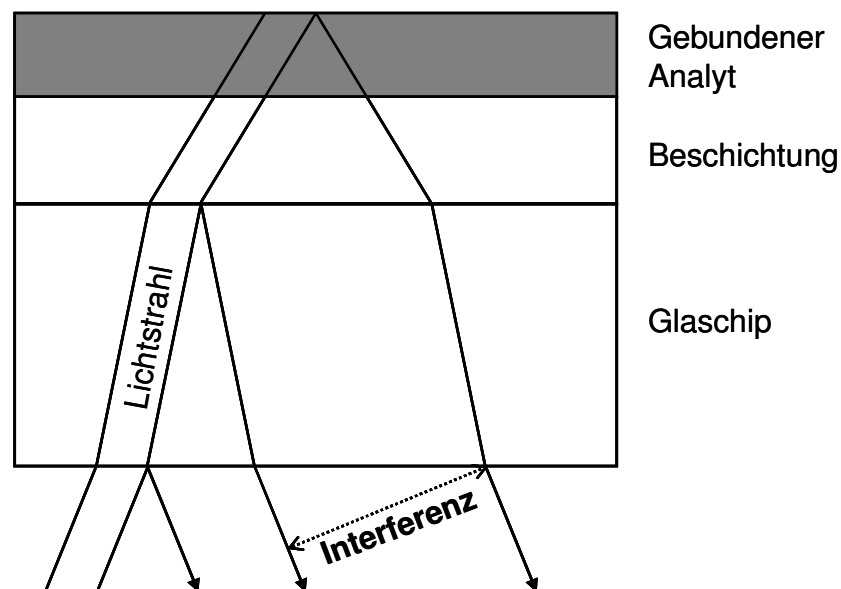 Gebundener
Analyt
Beschichtung
Glaschip
Lichtstrahl
Interferenz